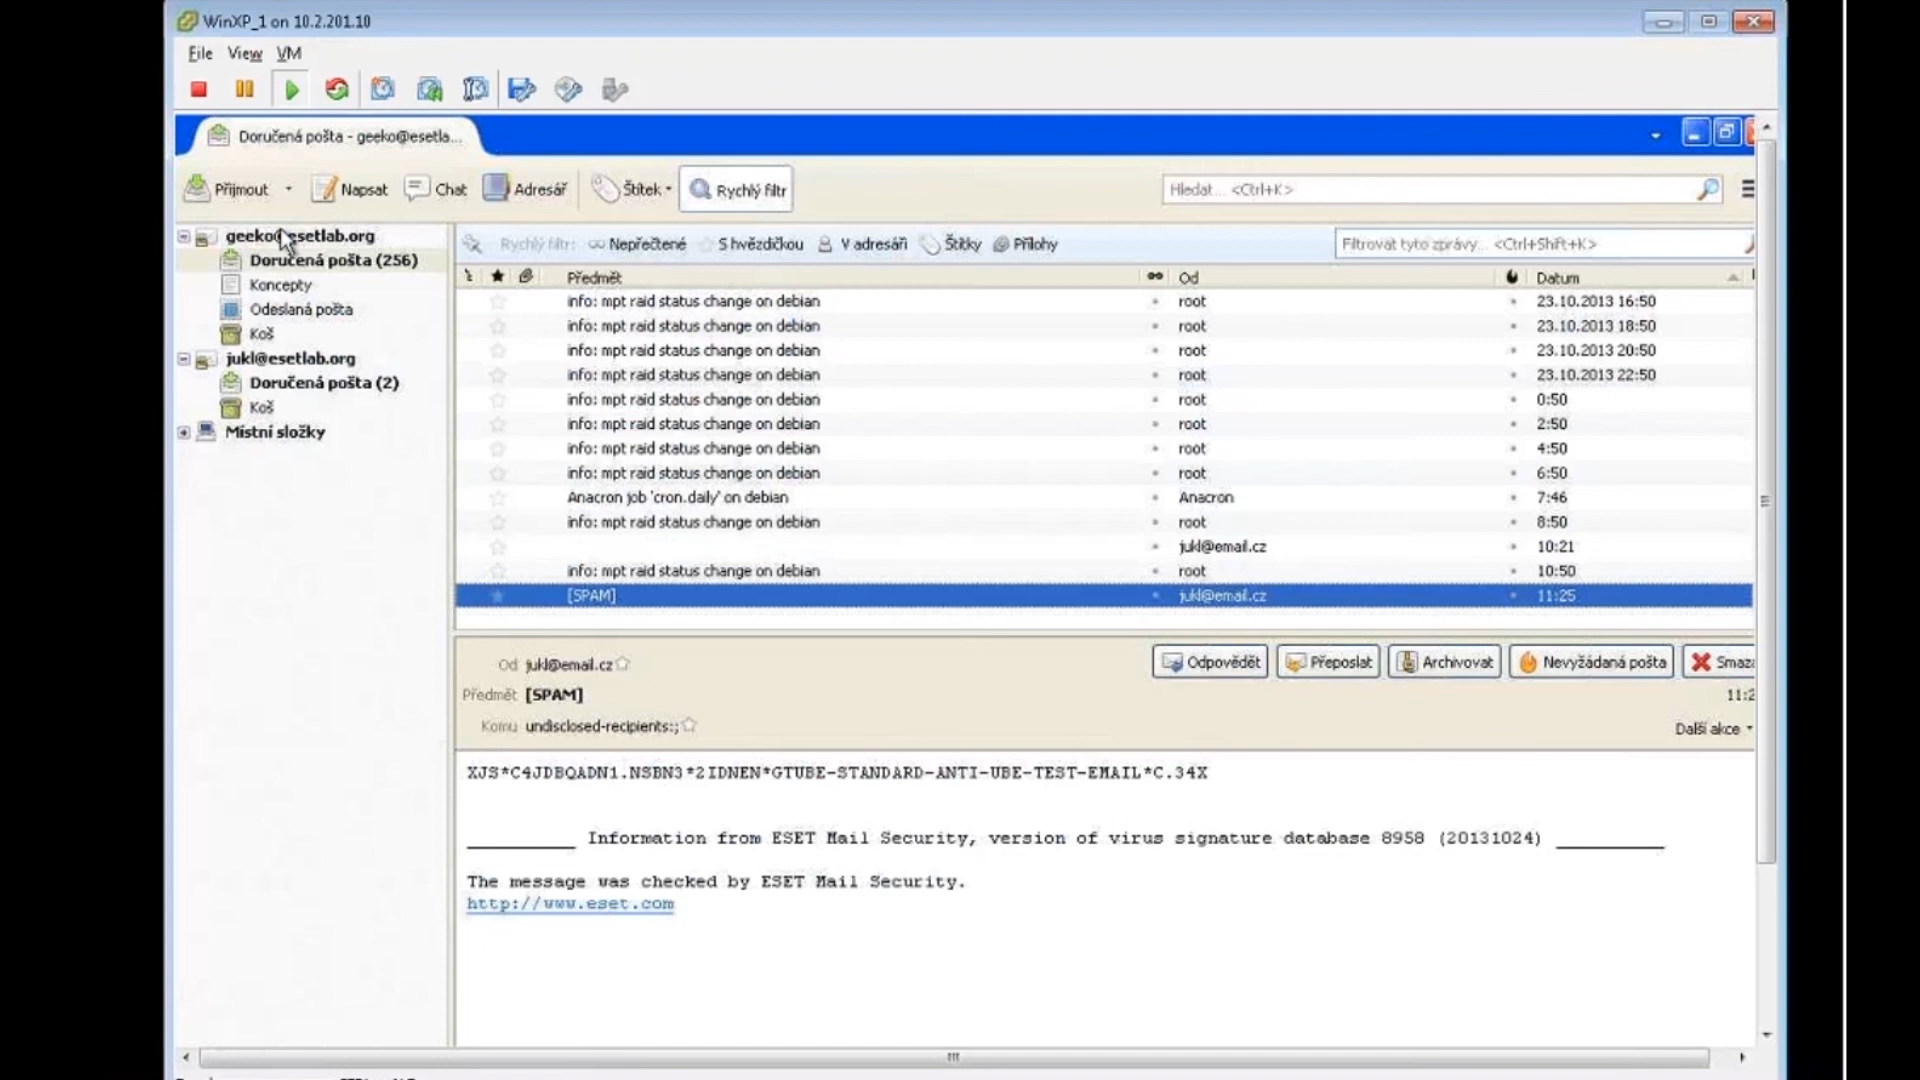 WinXP_1 on 10.2.201.10
File View VM
Doručená pošta - geeko@esetla...
Přijmout Napsat Chat Adresář Štítek Rychlý filtr Hledat... <Ctrl+K>
geeko@esetlab.org
Doručená pošta (256)
Koncepty
Odeslaná pošta
Koš
jukl@esetlab.org
Doručená pošta (2)
Koš
Místní složky
Rychlý filtr: Nepřečtené S hvězdičkou V adresáři Štítky Přílohy Filtrovat tyto zprávy... <Ctrl+Shift+K>
Předmět Od Datum
info: mpt raid status change on debian root 23.10.2013 16:50
info: mpt raid status change on debian root 23.10.2013 18:50
info: mpt raid status change on debian root 23.10.2013 20:50
info: mpt raid status change on debian root 23.10.2013 22:50
info: mpt raid status change on debian root 0:50
info: mpt raid status change on debian root 2:50
info: mpt raid status change on debian root 4:50
info: mpt raid status change on debian root 6:50
Anacron job 'cron.daily' on debian Anacron 7:46
info: mpt raid status change on debian root 8:50
jukl@email.cz 10:21
info: mpt raid status change on debian root 10:50
[SPAM] jukl@email.cz 11:25
Od jukl@email.cz Odpovědět Přeposlat Archivovat Nevyžádaná pošta Smaza
Předmět [SPAM] 11:2
Komu undisclosed-recipients:; Další akce
XJS*C4JDBQADN1.NSBN3*2IDNEN*GTUBE-STANDARD-ANTI-UBE-TEST-EMAIL*C.34X
__________ Information from ESET Mail Security, version of virus signature database 8958 (20131024) __________
The message was checked by ESET Mail Security.
http://www.eset.com